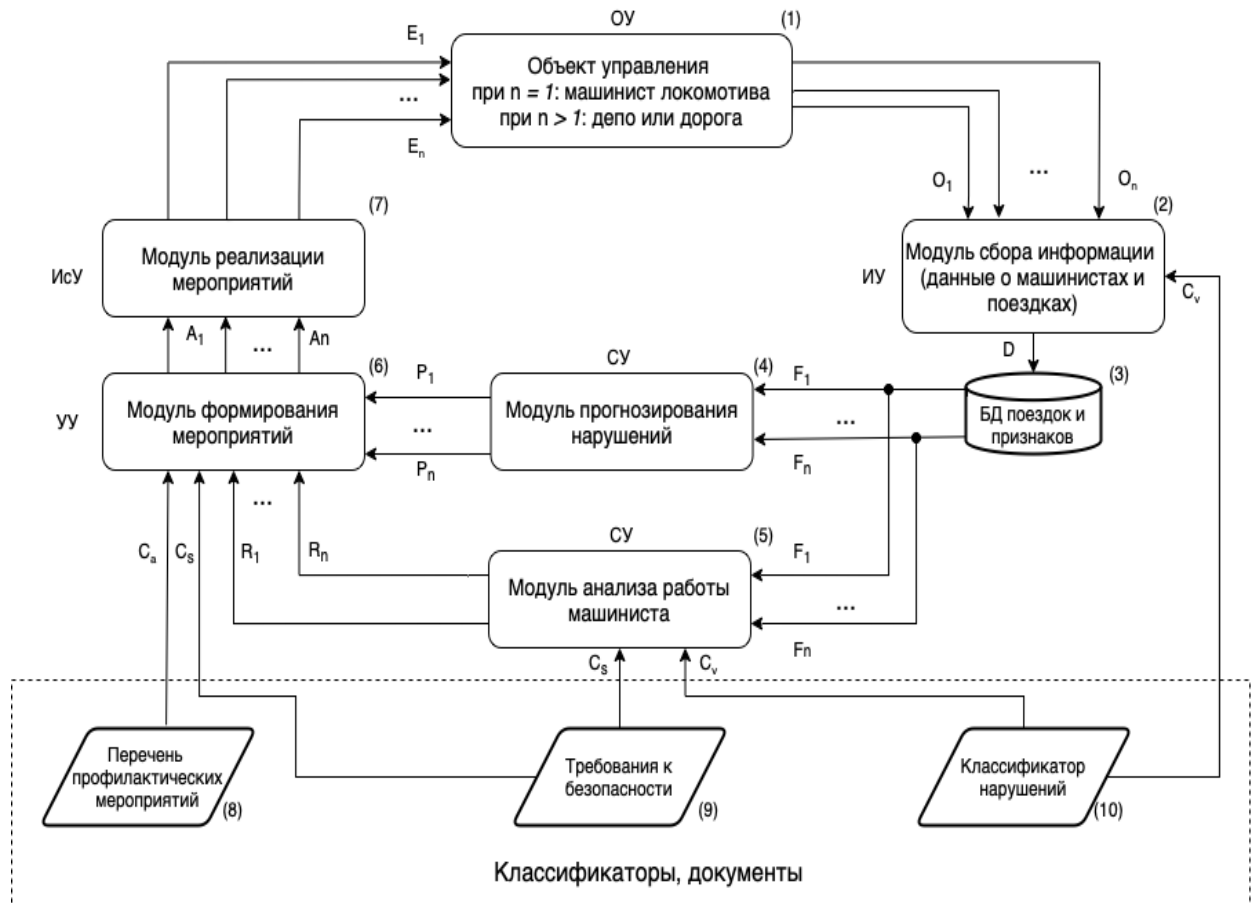 ОУ
(1)
E₁
Объект управления
при n = 1: машинист локомотива
при n > 1: депо или дорога
...
Eₙ
...
O₁
Oₙ
(7)
(2)
ИсУ
Модуль реализации
мероприятий
ИУ
Модуль сбора информации
(данные о машинистах и
поездках)
Cᵥ
A₁
...
An
D
(6)
СУ
(4)
(3)
P₁
F₁
УУ
Модуль формирования
мероприятий
...
Модуль прогнозирования
нарушений
...
БД поездок и
признаков
Pₙ
Fₙ
...
СУ
(5)
Cₐ
Cₛ
R₁
Rₙ
F₁
Модуль анализа работы
машиниста
...
Fₙ
Cₛ
Cᵥ
Перечень
профилактических
мероприятий
(8)
Требования к
безопасности
(9)
Классификатор
нарушений
(10)
Классификаторы, документы